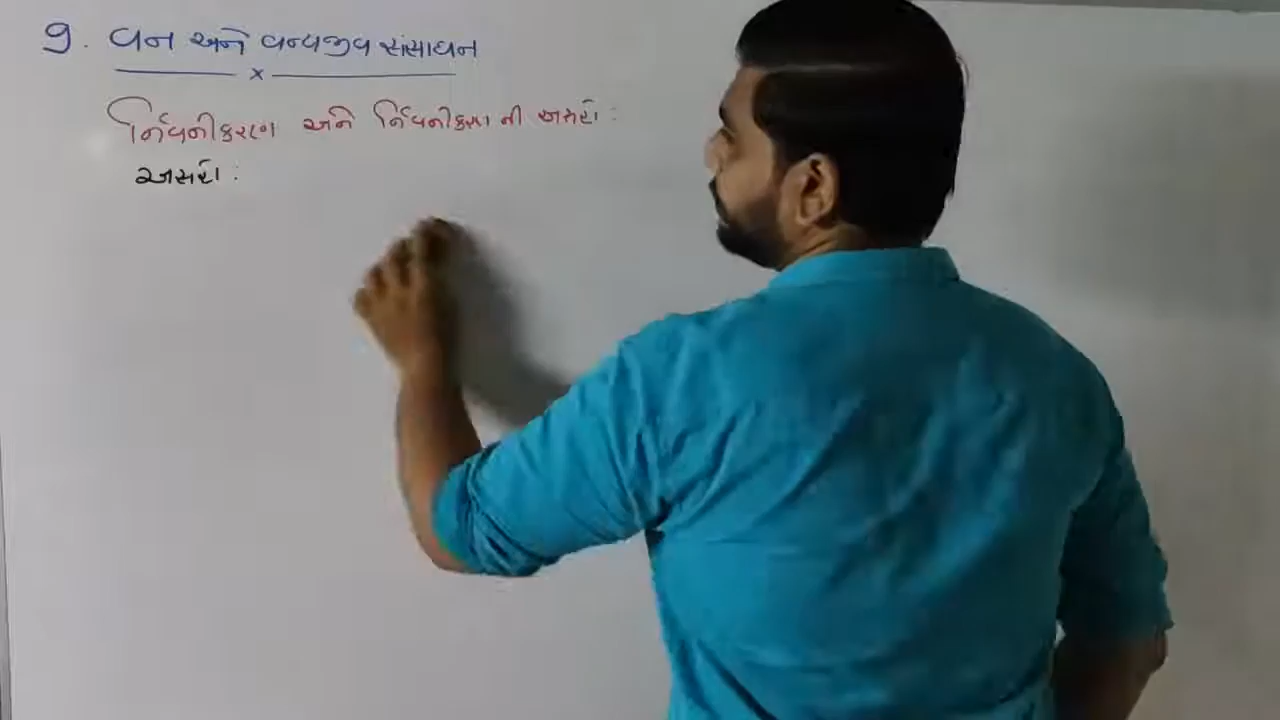 9. વન અને વન્યજીવ સંસાધન
x
નિર્વનીકરણ અને નિર્વનીકરણ ની અસરો :
અસરો :